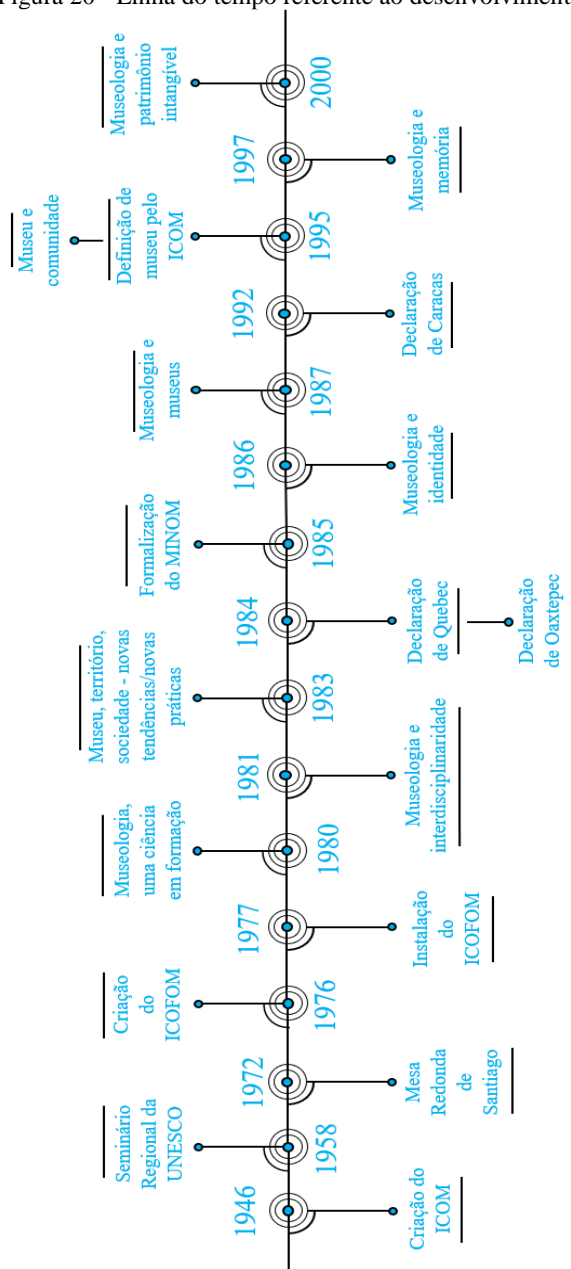 Figura 20 - Linha do tempo referente ao desenvolviment
1946
Criação do
ICOM
Seminário
Regional da
UNESCO
1958
1972
Mesa
Redonda
de
Santiago
Criação
do
ICOFOM
1976
1977
Instalação
do
ICOFOM
Museologia,
uma ciência
em formação
1980
1981
Museologia e
interdisciplinaridade
Museu, território,
sociedade - novas
tendências/novas
práticas
1983
1984
Declaração
de Quebec
Declaração
de Oaxtepec
Formalização
do MINOM
1985
1986
Museologia e
identidade
Museologia e
museus
1987
1992
Declaração
de Caracas
Museu e
comunidade
Definição de
museu pelo
ICOM
1995
1997
Museologia e
memória
Museologia e
patrimônio
intangível
2000